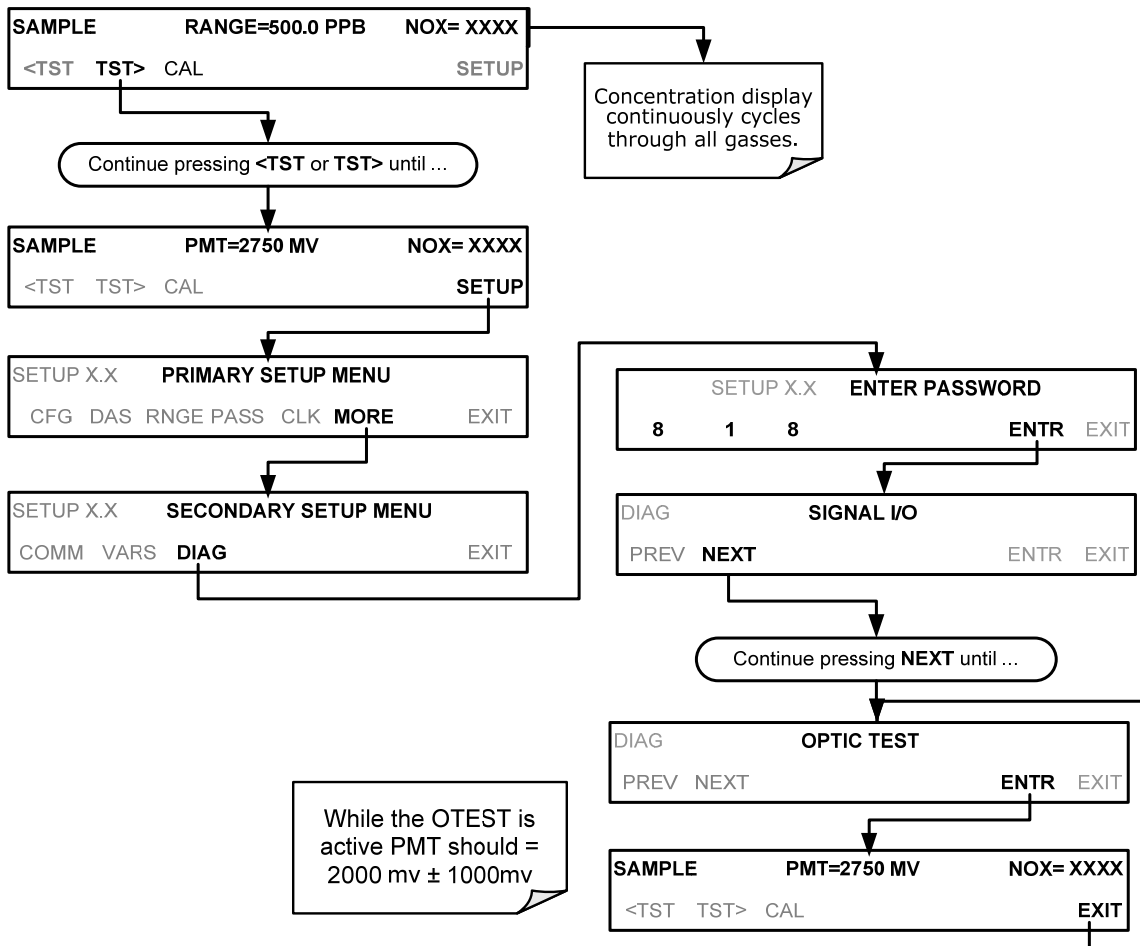 SAMPLE RANGE=500.0 PPB NOX= XXXX
<TST TST> CAL SETUP
Concentration display
continuously cycles
through all gasses.
Continue pressing <TST or TST> until ...
SAMPLE PMT=2750 MV NOX= XXXX
<TST TST> CAL SETUP
SETUP X.X PRIMARY SETUP MENU
CFG DAS RNGE PASS CLK MORE EXIT
SETUP X.X SECONDARY SETUP MENU
COMM VARS DIAG EXIT
SETUP X.X ENTER PASSWORD
8 1 8 ENTR EXIT
DIAG SIGNAL I/O
PREV NEXT ENTR EXIT
Continue pressing NEXT until ...
DIAG OPTIC TEST
PREV NEXT ENTR EXIT
While the OTEST is
active PMT should =
2000 mv ± 1000mv
SAMPLE PMT=2750 MV NOX= XXXX
<TST TST> CAL EXIT